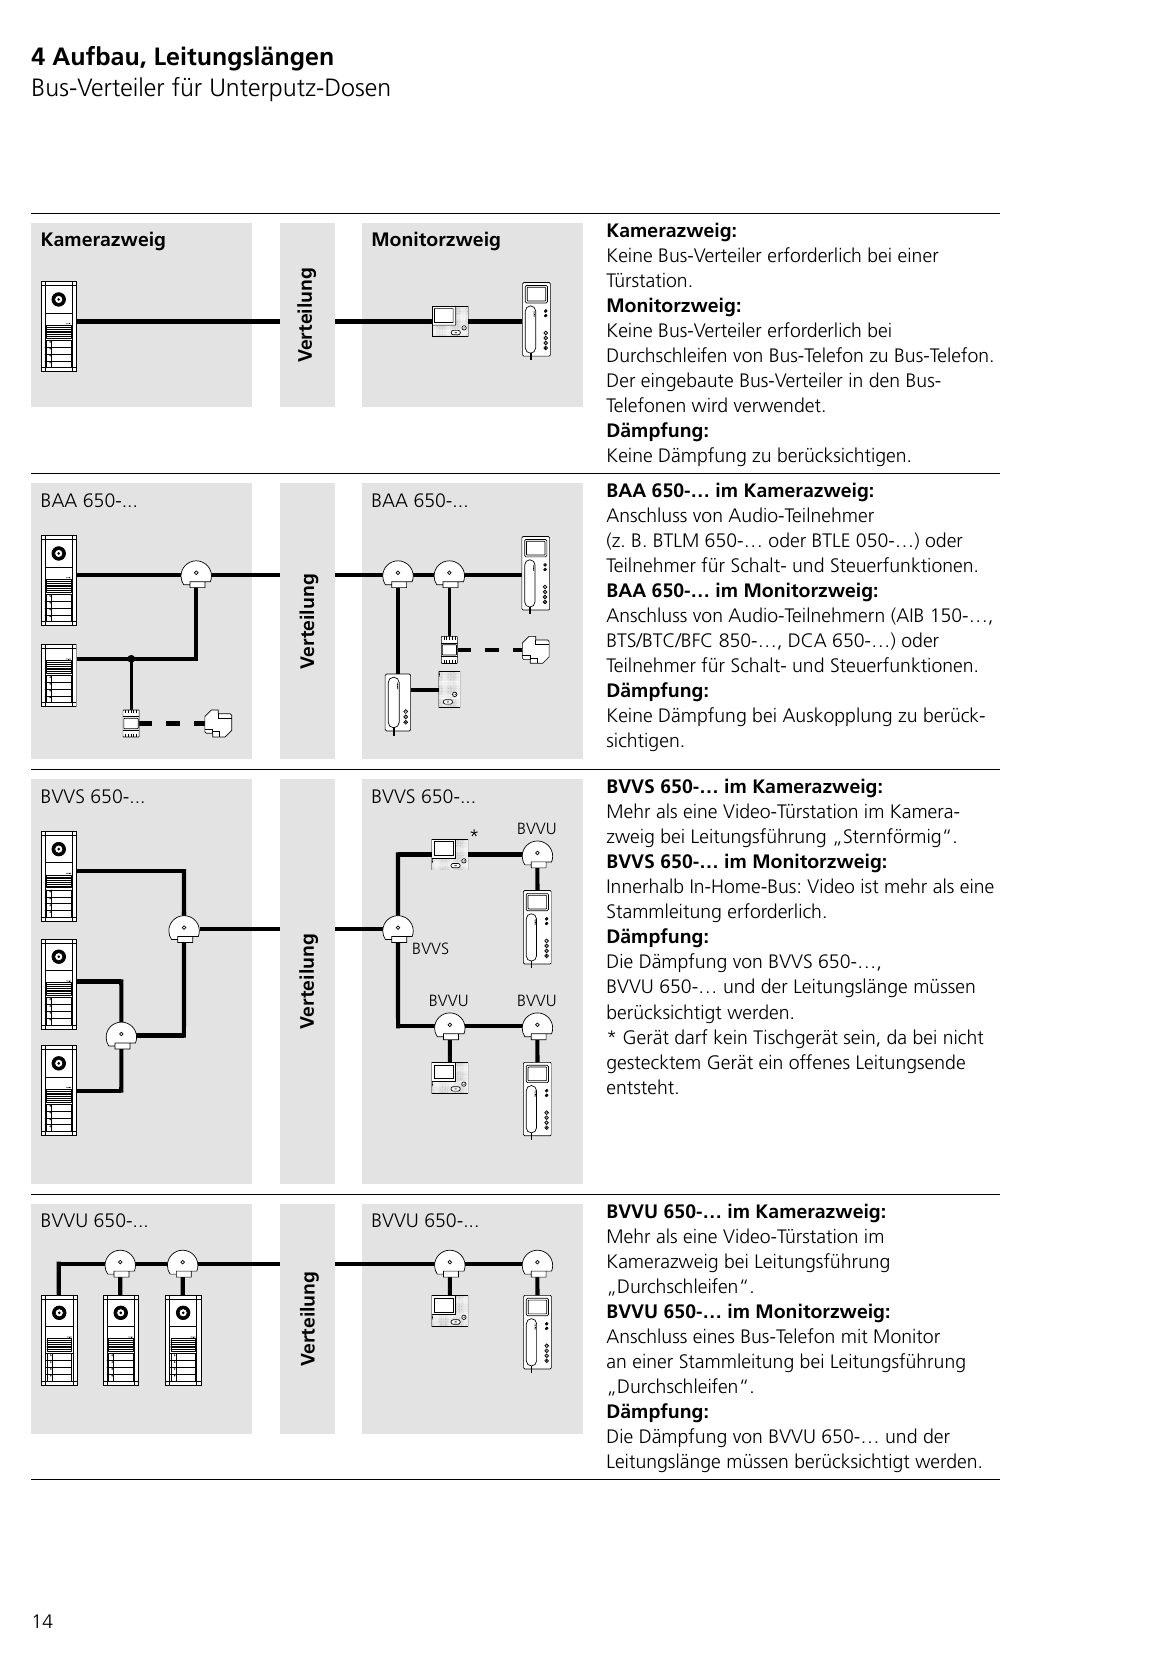 4 Aufbau, Leitungslängen
Bus-Verteiler für Unterputz-Dosen
Kamerazweig
Verteilung
Monitorzweig
Kamerazweig:
Keine Bus-Verteiler erforderlich bei einer
Türstation.
Monitorzweig:
Keine Bus-Verteiler erforderlich bei
Durchschleifen von Bus-Telefon zu Bus-Telefon.
Der eingebaute Bus-Verteiler in den Bus-
Telefonen wird verwendet.
Dämpfung:
Keine Dämpfung zu berücksichtigen.
BAA 650-...
Verteilung
BAA 650-...
BAA 650-… im Kamerazweig:
Anschluss von Audio-Teilnehmer
(z. B. BTLM 650-… oder BTLE 050-…) oder
Teilnehmer für Schalt- und Steuerfunktionen.
BAA 650-… im Monitorzweig:
Anschluss von Audio-Teilnehmern (AIB 150-…,
BTS/BTC/BFC 850-…, DCA 650-…) oder
Teilnehmer für Schalt- und Steuerfunktionen.
Dämpfung:
Keine Dämpfung bei Auskopplung zu berück-
sichtigen.
BVVS 650-...
Verteilung
BVVS 650-...
*
BVVU
BVVS
BVVU
BVVU
BVVS 650-… im Kamerazweig:
Mehr als eine Video-Türstation im Kamera-
zweig bei Leitungsführung „Sternförmig“.
BVVS 650-… im Monitorzweig:
Innerhalb In-Home-Bus: Video ist mehr als eine
Stammleitung erforderlich.
Dämpfung:
Die Dämpfung von BVVS 650-…,
BVVU 650-… und der Leitungslänge müssen
berücksichtigt werden.
* Gerät darf kein Tischgerät sein, da bei nicht
gestecktem Gerät ein offenes Leitungsende
entsteht.
BVVU 650-...
Verteilung
BVVU 650-...
BVVU 650-… im Kamerazweig:
Mehr als eine Video-Türstation im
Kamerazweig bei Leitungsführung
„Durchschleifen“.
BVVU 650-… im Monitorzweig:
Anschluss eines Bus-Telefon mit Monitor
an einer Stammleitung bei Leitungsführung
„Durchschleifen“.
Dämpfung:
Die Dämpfung von BVVU 650-… und der
Leitungslänge müssen berücksichtigt werden.
14